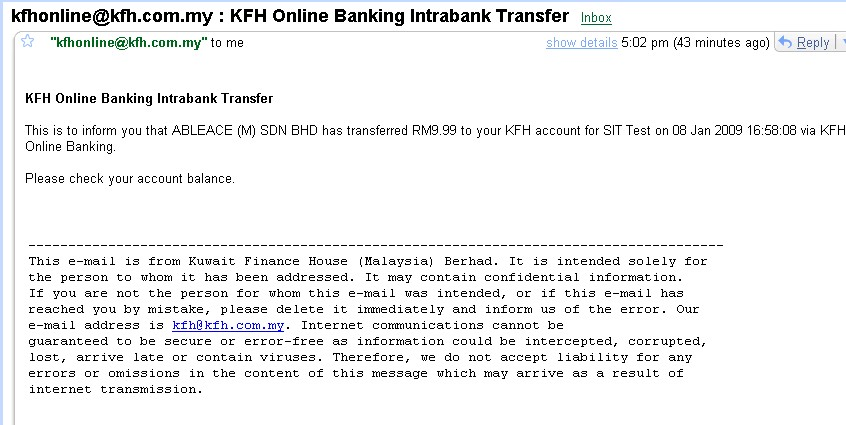 kfhonline@kfh.com.my : KFH Online Banking Intrabank Transfer Inbox
"kfhonline@kfh.com.my" to me show details 5:02 pm (43 minutes ago) Reply
KFH Online Banking Intrabank Transfer
This is to inform you that ABLEACE (M) SDN BHD has transferred RM9.99 to your KFH account for SIT Test on 08 Jan 2009 16:58:08 via KFH
Online Banking.
Please check your account balance.
---------------------------------------------------------------------------------------
This e-mail is from Kuwait Finance House (Malaysia) Berhad. It is intended solely for
the person to whom it has been addressed. It may contain confidential information.
If you are not the person for whom this e-mail was intended, or if this e-mail has
reached you by mistake, please delete it immediately and inform us of the error. Our
e-mail address is kfh@kfh.com.my. Internet communications cannot be
guaranteed to be secure or error-free as information could be intercepted, corrupted,
lost, arrive late or contain viruses. Therefore, we do not accept liability for any
errors or omissions in the content of this message which may arrive as a result of
internet transmission.